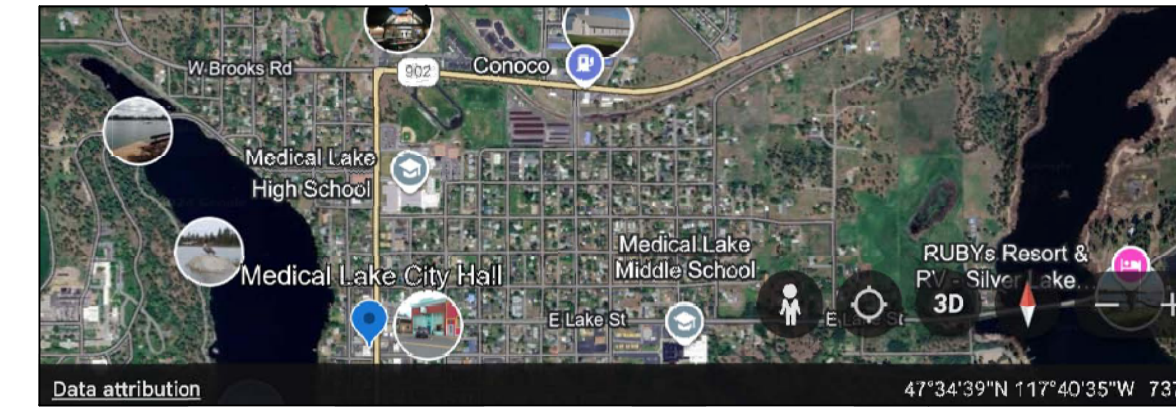 W Brooks Rd
902
Conoco
Medical Lake
High School
Medical Lake
Middle School
RUBYs Resort &
RV - Silver Lake...
Medical Lake City Hall
3D
E Lake St
E Lake St
Data attribution
47°34'39"N 117°40'35"W 73